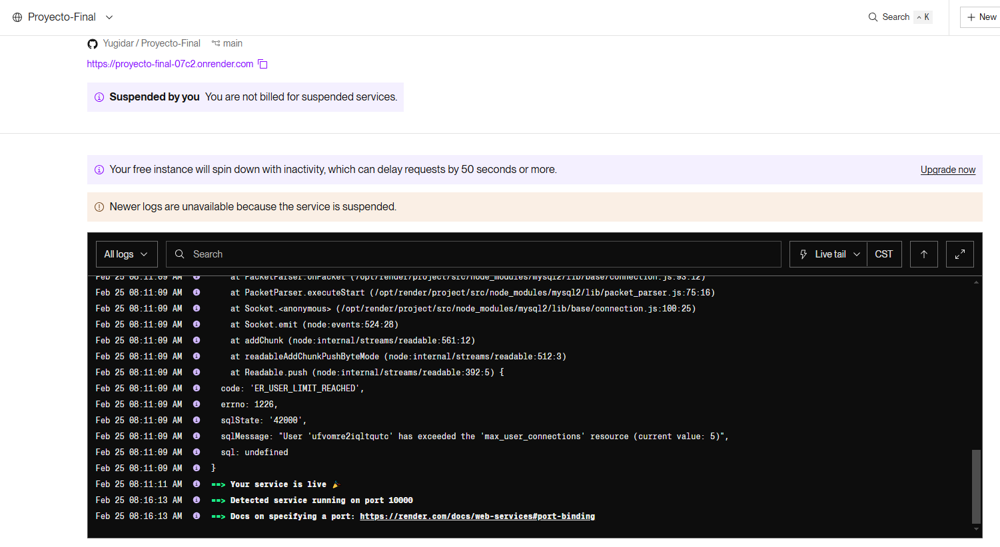 Proyecto-Final
Search ^ K
+ New
Yugidar / Proyecto-Final main
https://proyecto-final-07c2.onrender.com
Suspended by you You are not billed for suspended services.
Your free instance will spin down with inactivity, which can delay requests by 50 seconds or more. Upgrade now
Newer logs are unavailable because the service is suspended.
All logs Search Live tail CST
Feb 25 08:11:09 AM at PacketParser.onPacket (/opt/render/project/src/node_modules/mysql2/lib/base/connection.js:93:12)
Feb 25 08:11:09 AM at PacketParser.executeStart (/opt/render/project/src/node_modules/mysql2/lib/packet_parser.js:75:16)
Feb 25 08:11:09 AM at Socket.<anonymous> (/opt/render/project/src/node_modules/mysql2/lib/base/connection.js:100:25)
Feb 25 08:11:09 AM at Socket.emit (node:events:524:28)
Feb 25 08:11:09 AM at addChunk (node:internal/streams/readable:561:12)
Feb 25 08:11:09 AM at readableAddChunkPushByteMode (node:internal/streams/readable:512:3)
Feb 25 08:11:09 AM at Readable.push (node:internal/streams/readable:392:5) {
Feb 25 08:11:09 AM code: 'ER_USER_LIMIT_REACHED',
Feb 25 08:11:09 AM errno: 1226,
Feb 25 08:11:09 AM sqlState: '42000',
Feb 25 08:11:09 AM sqlMessage: "User 'ufvomre2iqltqutc' has exceeded the 'max_user_connections' resource (current value: 5)",
Feb 25 08:11:09 AM sql: undefined
Feb 25 08:11:09 AM }
Feb 25 08:11:11 AM ==> Your service is live 🎉
Feb 25 08:16:13 AM ==> Detected service running on port 10000
Feb 25 08:16:13 AM ==> Docs on specifying a port: https://render.com/docs/web-services#port-binding